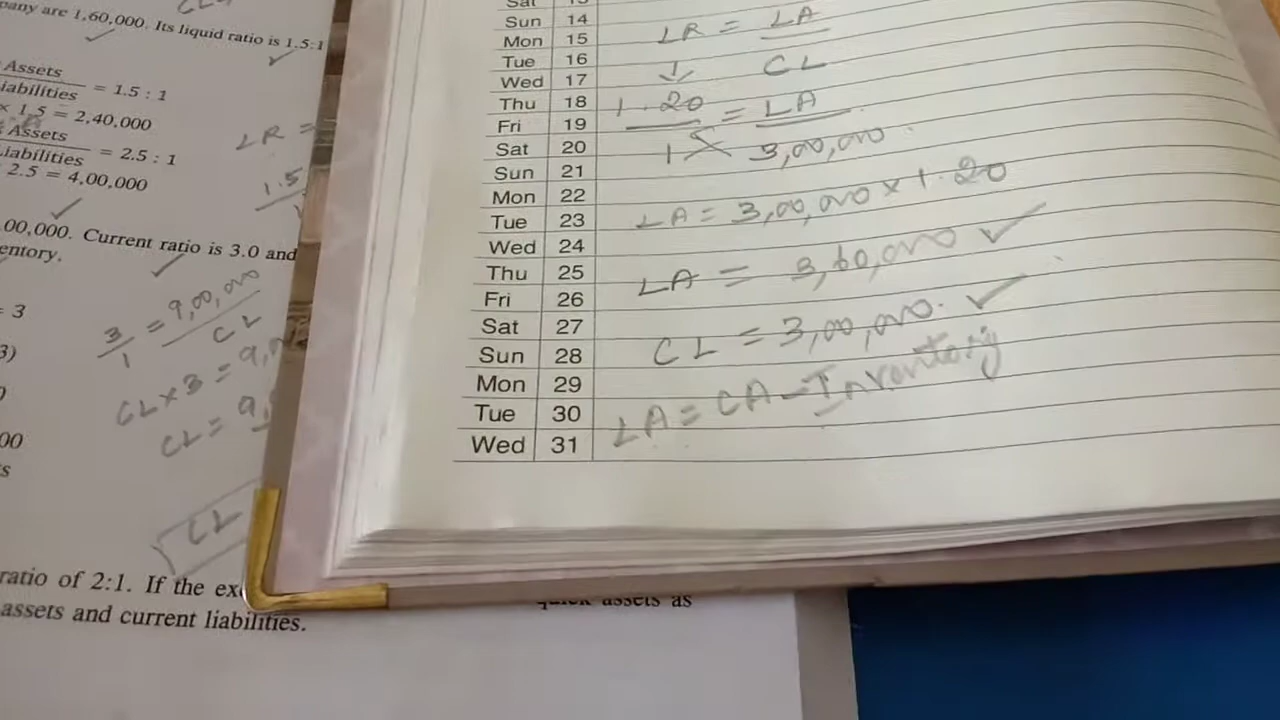 pany are 1,60,000. Its liquid ratio is 1.5:1
Assets
iabilities = 1.5 : 1
× 1.5 = 2,40,000
Assets
iabilities = 2.5 : 1
2.5 = 4,00,000
LR =
1.5
00,000. Current ratio is 3.0 and
entory.
= 3
3)
3/1 = 9,00,000/CL
CL×3 = 9,
CL = 9,
00
s
CL
ratio of 2:1. If the ex
assets and current liabilities.
assets as
Sat 13
Sun 14
Mon 15
Tue 16
Wed 17
Thu 18
Fri 19
Sat 20
Sun 21
Mon 22
Tue 23
Wed 24
Thu 25
Fri 26
Sat 27
Sun 28
Mon 29
Tue 30
Wed 31
LR = LA
CL
1.20 = LA
1 3,00,000
LA = 3,00,000 × 1.20
LA = 3,60,000 ✓
CL = 3,00,000. ✓
LA = CA - Inventory